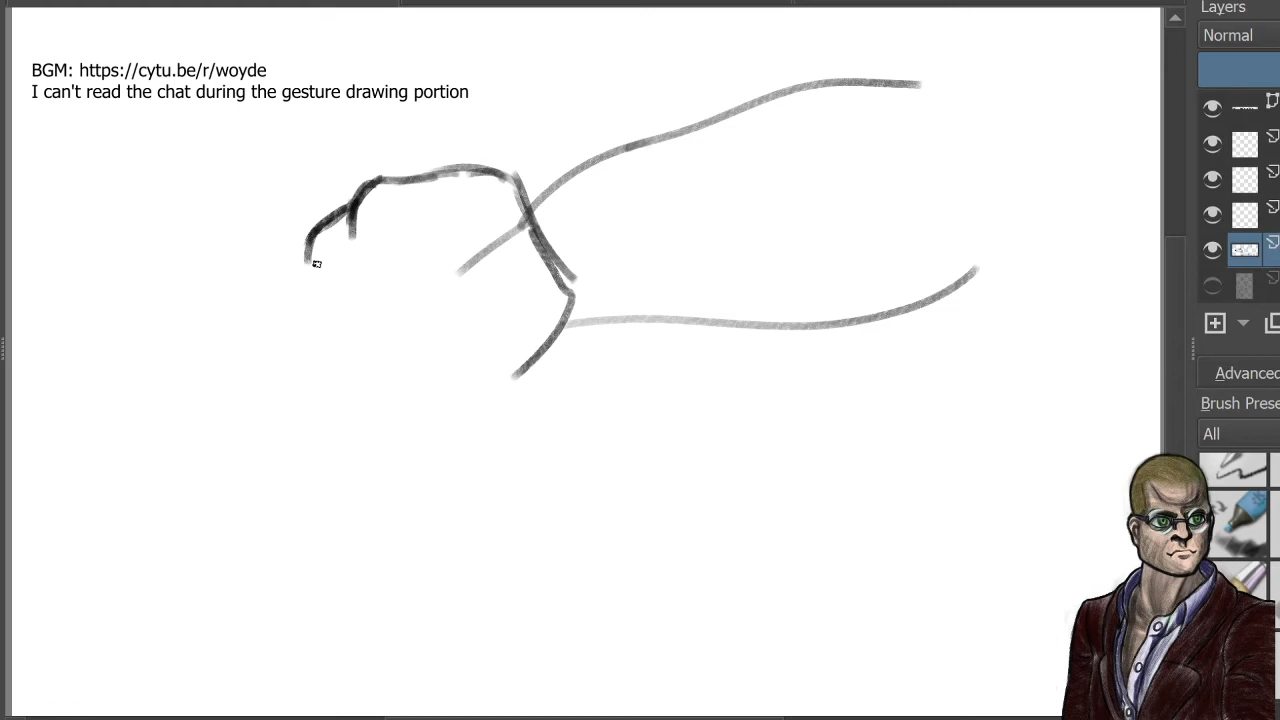 Layers
Normal
BGM: https://cytu.be/r/woyde
I can't read the chat during the gesture drawing portion
Advanced
Brush Prese
All